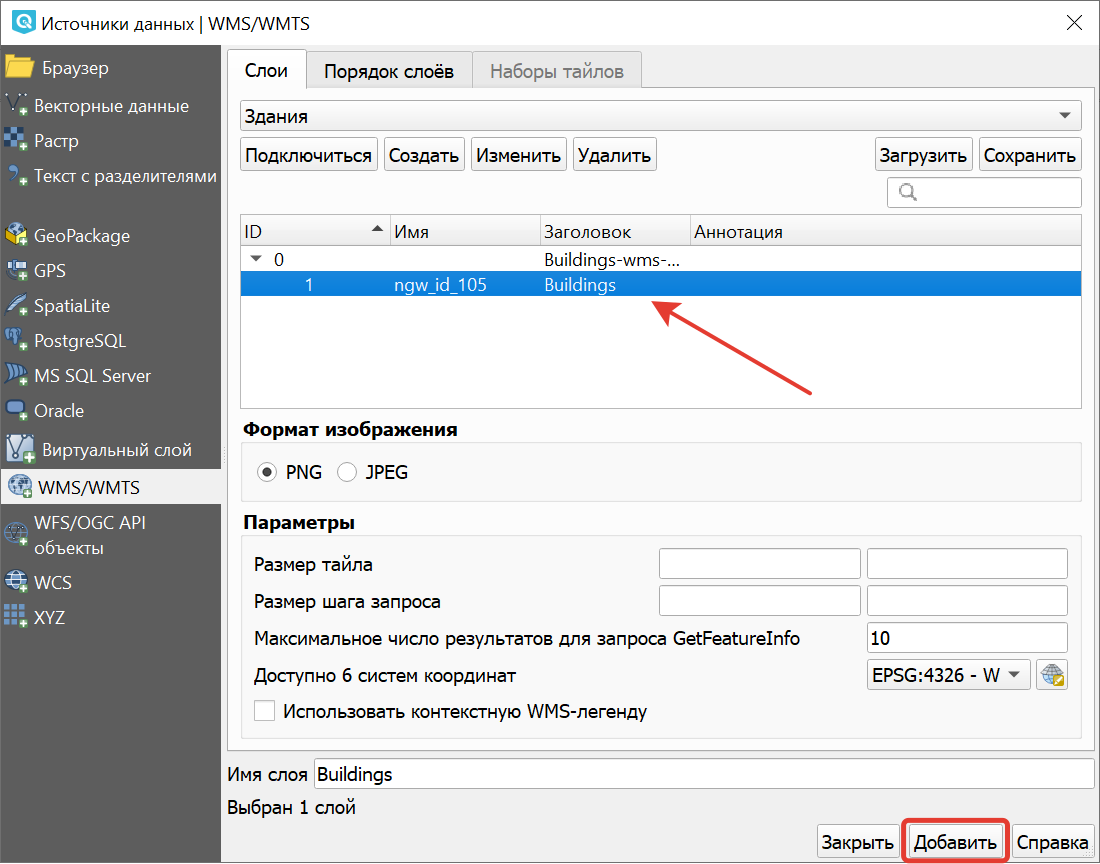 Источники данных | WMS/WMTS
Браузер
Векторные данные
Растр
Текст с разделителями
GeoPackage
GPS
SpatiaLite
PostgreSQL
MS SQL Server
Oracle
Виртуальный слой
WMS/WMTS
WFS/OGC API
объекты
WCS
XYZ
Слои Порядок слоёв Наборы тайлов
Здания
Подключиться Создать Изменить Удалить Загрузить Сохранить
ID Имя Заголовок Аннотация
0 Buildings-wms-...
1 ngw_id_105 Buildings
Формат изображения
PNG JPEG
Параметры
Размер тайла
Размер шага запроса
Максимальное число результатов для запроса GetFeatureInfo 10
Доступно 6 систем координат EPSG:4326 - W
Использовать контекстную WMS-легенду
Имя слоя Buildings
Выбран 1 слой
Закрыть Добавить Справка